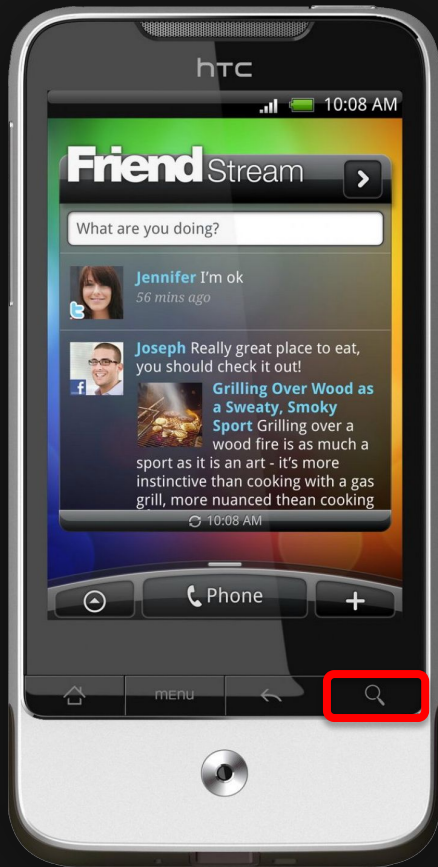 hTC
10:08 AM
Friend Stream
What are you doing?
Jennifer I'm ok
56 mins ago
Joseph Really great place to eat,
you should check it out!
Grilling Over Wood as
a Sweaty, Smoky
Sport Grilling over a
wood fire is as much a
sport as it is an art - it's more
instinctive than cooking with a gas
grill, more nuanced thean cooking
10:08 AM
Phone
menu